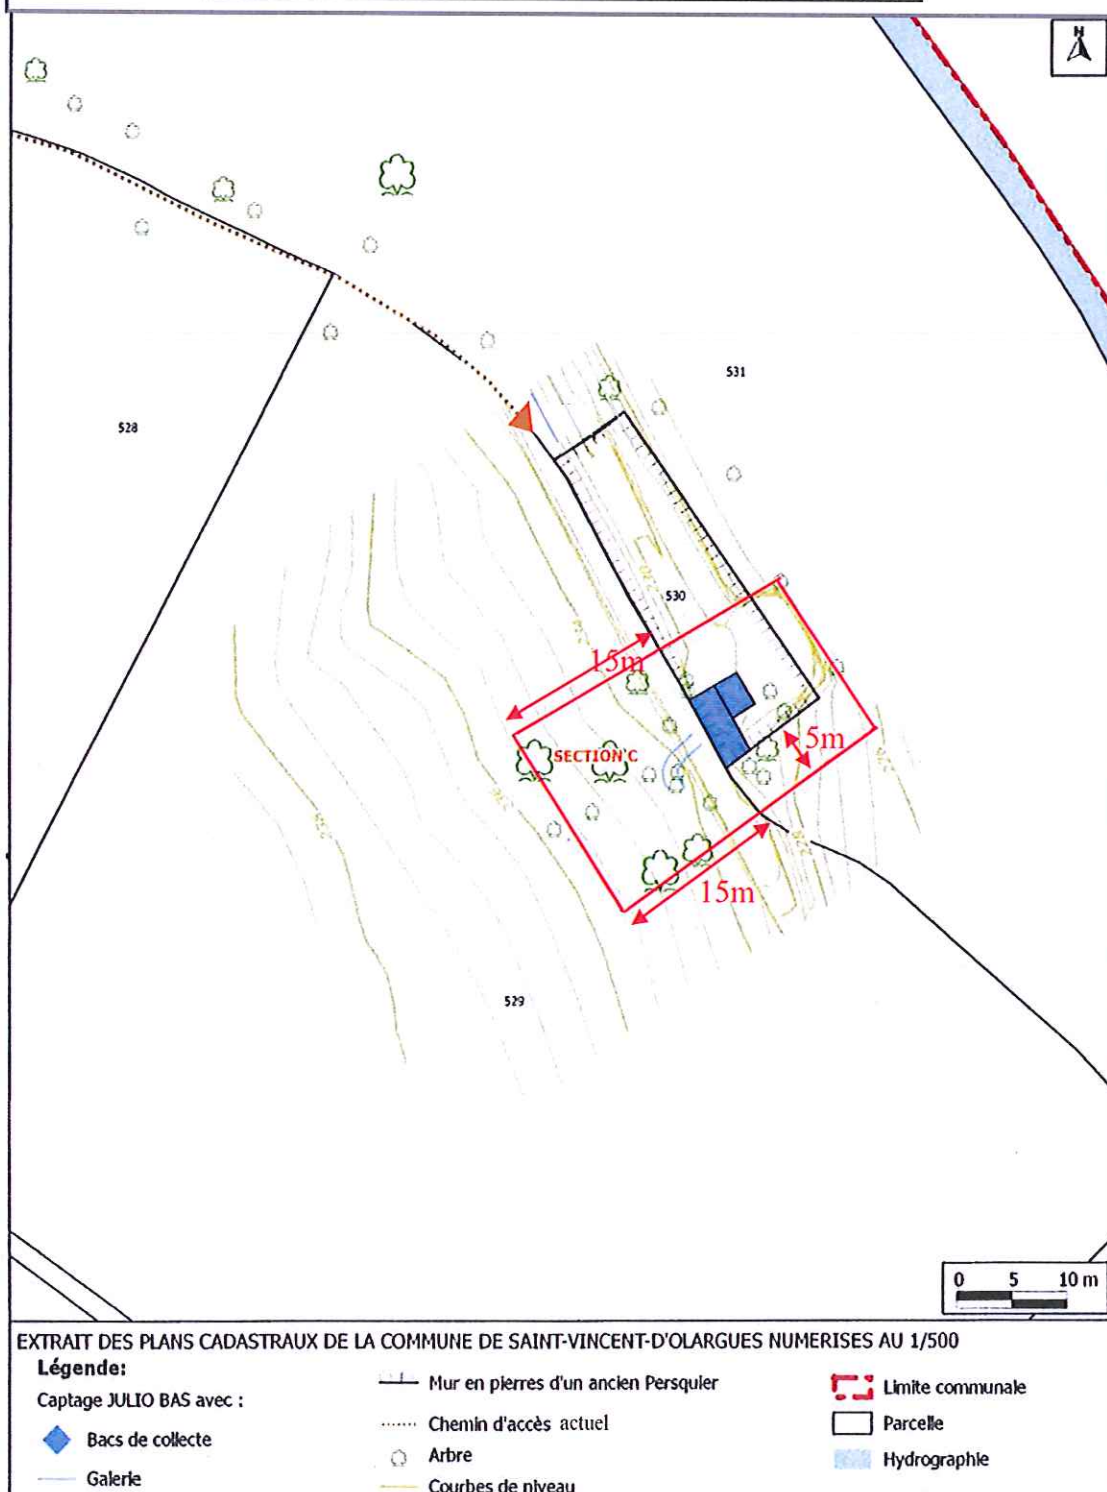 N
531
528
530
15m
SECTION C
5m
15m
529
0 5 10 m
EXTRAIT DES PLANS CADASTRAUX DE LA COMMUNE DE SAINT-VINCENT-D'OLARGUES NUMERISES AU 1/500
Légende:
Captage JULIO BAS avec :
Bacs de collecte
Galerie
Mur en pierres d'un ancien Persquier
Chemin d'accès actuel
Arbre
Courbes de niveau
Limite communale
Parcelle
Hydrographie